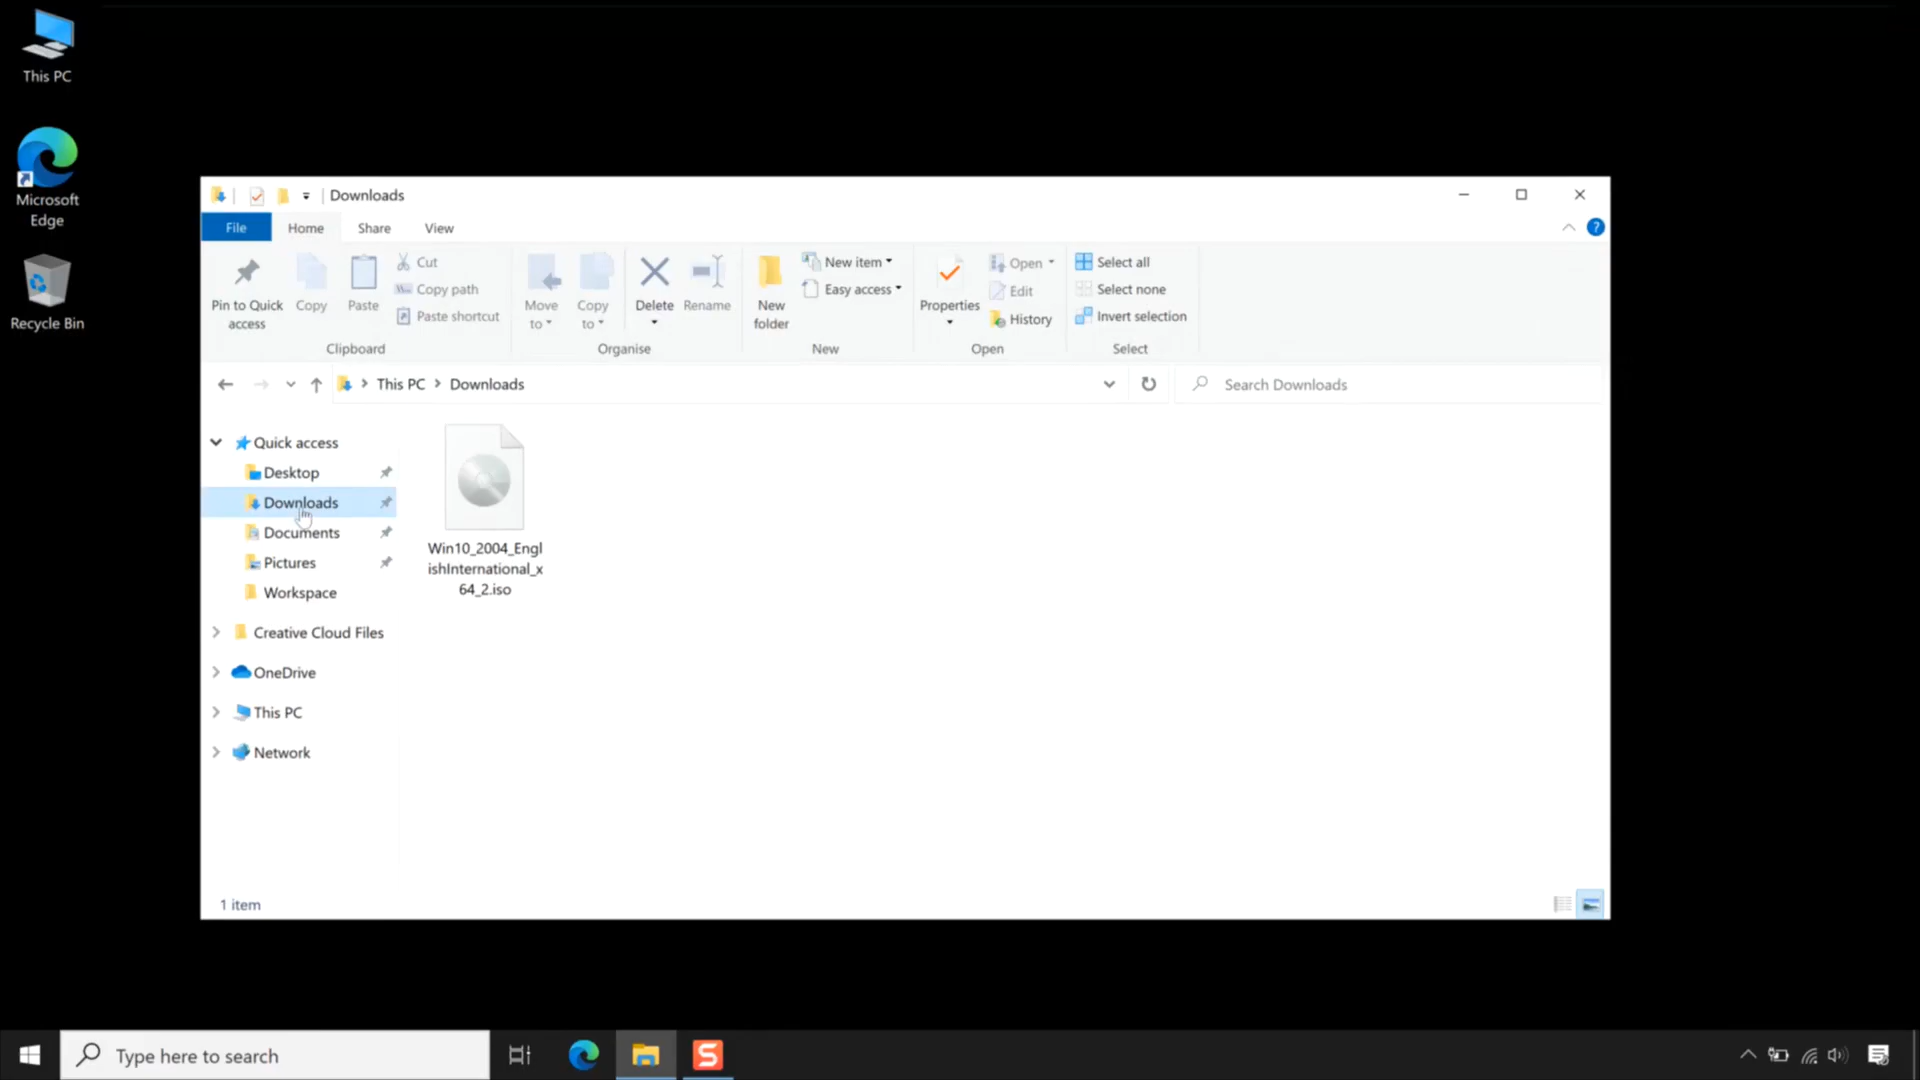 This PC
Microsoft
Edge
Recycle Bin
Downloads
File
Home
Share
View
Pin to Quick
access
Copy
Paste
Cut
Copy path
Paste shortcut
Clipboard
Move
to
Copy
to
Delete
Rename
Organise
New
folder
New item
Easy access
New
Properties
Open
Edit
History
Open
Select all
Select none
Invert selection
Select
This PC > Downloads
Search Downloads
Quick access
Desktop
Downloads
Documents
Pictures
Workspace
Creative Cloud Files
OneDrive
This PC
Network
Win10_2004_Engl
ishInternational_x
64_2.iso
1 item
Type here to search